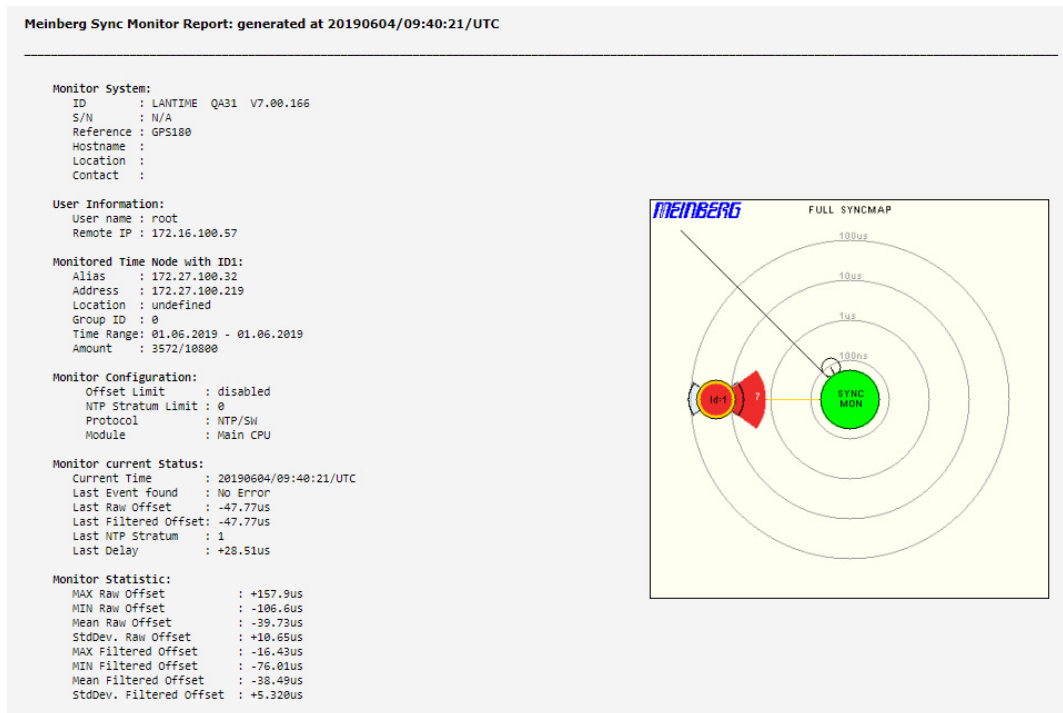 Meinberg Sync Monitor Report: generated at 20190604/09:40:21/UTC
Monitor System:
ID : LANTIME QA31 V7.00.166
S/N : N/A
Reference : GPS180
Hostname :
Location :
Contact :
User Information:
User name : root
Remote IP : 172.16.100.57
Monitored Time Node with ID1:
Alias : 172.27.100.32
Address : 172.27.100.219
Location : undefined
Group ID : 0
Time Range: 01.06.2019 - 01.06.2019
Amount : 3572/10800
Monitor Configuration:
Offset Limit : disabled
NTP Stratum Limit : 0
Protocol : NTP/SW
Module : Main CPU
Monitor current Status:
Current Time : 20190604/09:40:21/UTC
Last Event found : No Error
Last Raw Offset : -47.77us
Last Filtered Offset: -47.77us
Last NTP Stratum : 1
Last Delay : +28.51us
Monitor Statistic:
MAX Raw Offset : +157.9us
MIN Raw Offset : -106.6us
Mean Raw Offset : -39.73us
StdDev. Raw Offset : +10.65us
MAX Filtered Offset : -16.43us
MIN Filtered Offset : -76.01us
Mean Filtered Offset : -38.49us
StdDev. Filtered Offset : +5.320us
MEINBERG
FULL SYNCMAP
100us
10us
1us
100ns
Id:1
?
SYNC
MON